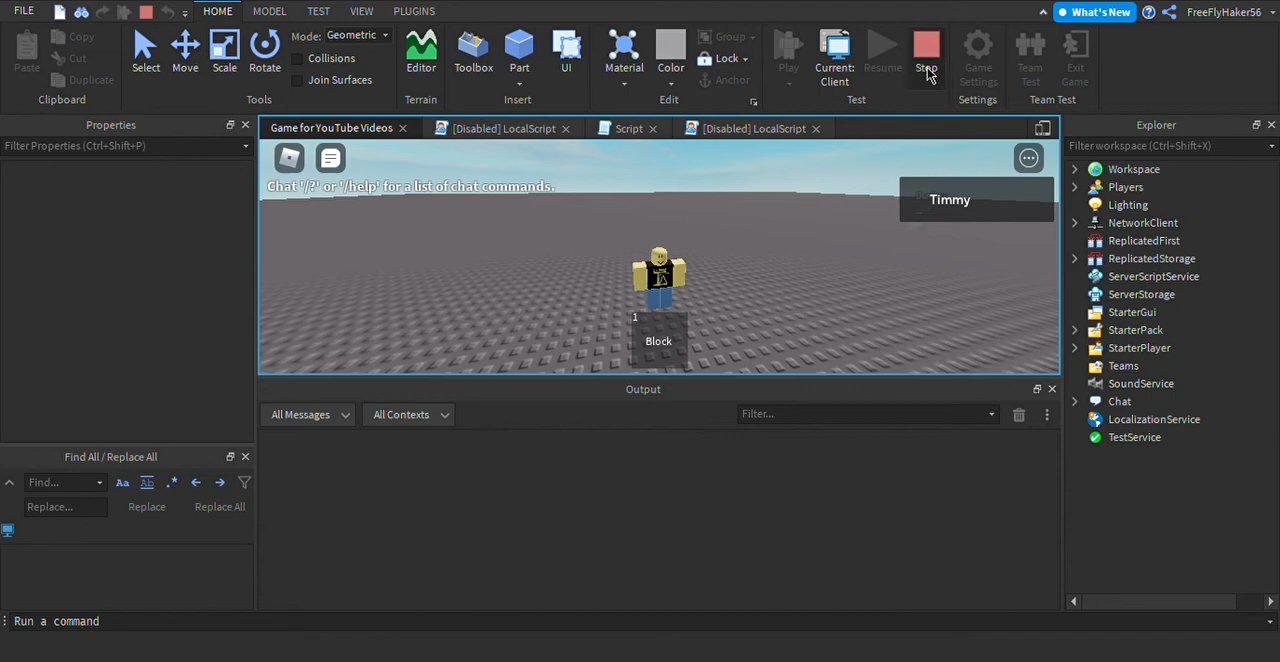 FILE HOME MODEL TEST VIEW PLUGINS What's New FreeFlyHaker56
Paste Copy Cut Duplicate
Clipboard
Select Move Scale Rotate Mode: Geometric Collisions Join Surfaces
Tools
Editor
Terrain
Toolbox Part UI
Insert
Material Color Group Lock Anchor
Edit
Play Current: Client Resume Stop
Test
Game Settings
Settings
Team Test Exit Game
Team Test
Properties
Filter Properties (Ctrl+Shift+P)
Game for YouTube Videos [Disabled] LocalScript Script [Disabled] LocalScript
Chat '/?' or '/help' for a list of chat commands.
Timmy
1
Block
Output
All Messages All Contexts Filter...
Find All / Replace All
Find... Aa Ab .*
Replace... Replace Replace All
Run a command
Explorer
Filter workspace (Ctrl+Shift+X)
Workspace
Players
Lighting
NetworkClient
ReplicatedFirst
ReplicatedStorage
ServerScriptService
ServerStorage
StarterGui
StarterPack
StarterPlayer
Teams
SoundService
Chat
LocalizationService
TestService